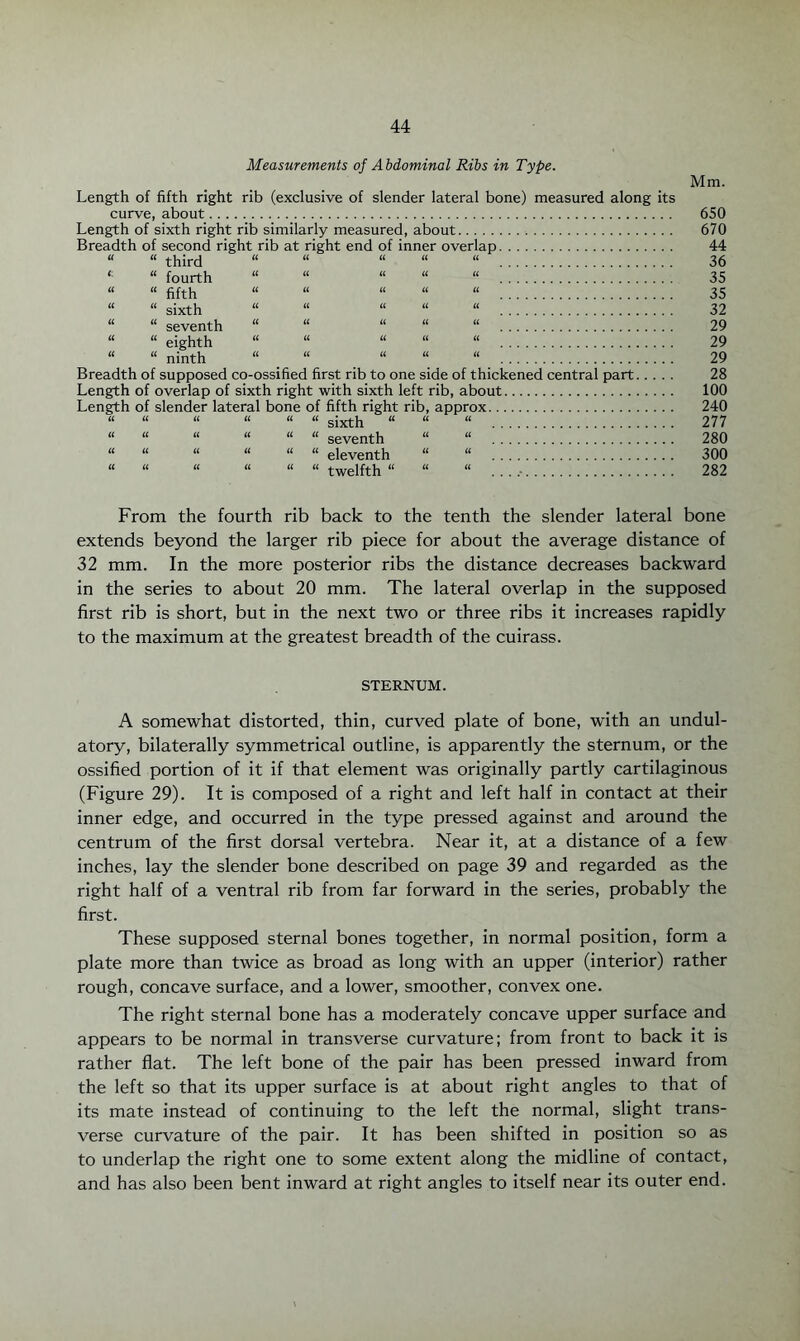 44
Measurements of Abdominal Ribs in Type.
Mm.
Length of fifth right rib (exclusive of slender lateral bone) measured along its
curve, about........ 650
Length of sixth right rib similarly measured, about........ 670
Breadth of second right rib at right end of inner overlap........ 44
“ “ third “ “ “ “ “ ........ 36
“ “ fourth “ “ “ “ “ ........ 35
“ “ fifth “ “ “ “ “ ........ 35
“ “ sixth “ “ “ “ “ ........ 32
“ “ seventh “ “ “ “ “ ........ 29
“ “ eighth “ “ “ “ “ ........ 29
“ “ ninth “ “ “ “ “ ........ 29
Breadth of supposed co-ossified first rib to one side of thickened central part..... 28
Length of overlap of sixth right with sixth left rib, about........ 100
Length of slender lateral bone of fifth right rib, approx........ 240
“ “ “ “ “ “ sixth “ “ “ ........ 277
“ “ “ “ “ “ seventh “ “ ........ 280
“ “ “ “ “ “ eleventh “ “ ........ 300
“ “ “ “ “ “ twelfth “ “ “ ........ 282
From the fourth rib back to the tenth the slender lateral bone
extends beyond the larger rib piece for about the average distance of
32 mm. In the more posterior ribs the distance decreases backward
in the series to about 20 mm. The lateral overlap in the supposed
first rib is short, but in the next two or three ribs it increases rapidly
to the maximum at the greatest breadth of the cuirass.
STERNUM.
A somewhat distorted, thin, curved plate of bone, with an undul-
atory, bilaterally symmetrical outline, is apparently the sternum, or the
ossified portion of it if that element was originally partly cartilaginous
(Figure 29). It is composed of a right and left half in contact at their
inner edge, and occurred in the type pressed against and around the
centrum of the first dorsal vertebra. Near it, at a distance of a few
inches, lay the slender bone described on page 39 and regarded as the
right half of a ventral rib from far forward in the series, probably the
first.
These supposed sternal bones together, in normal position, form a
plate more than twice as broad as long with an upper (interior) rather
rough, concave surface, and a lower, smoother, convex one.
The right sternal bone has a moderately concave upper surface and
appears to be normal in transverse curvature; from front to back it is
rather flat. The left bone of the pair has been pressed inward from
the left so that its upper surface is at about right angles to that of
its mate instead of continuing to the left the normal, slight trans-
verse curvature of the pair. It has been shifted in position so as
to underlap the right one to some extent along the midline of contact,
and has also been bent inward at right angles to itself near its outer end.